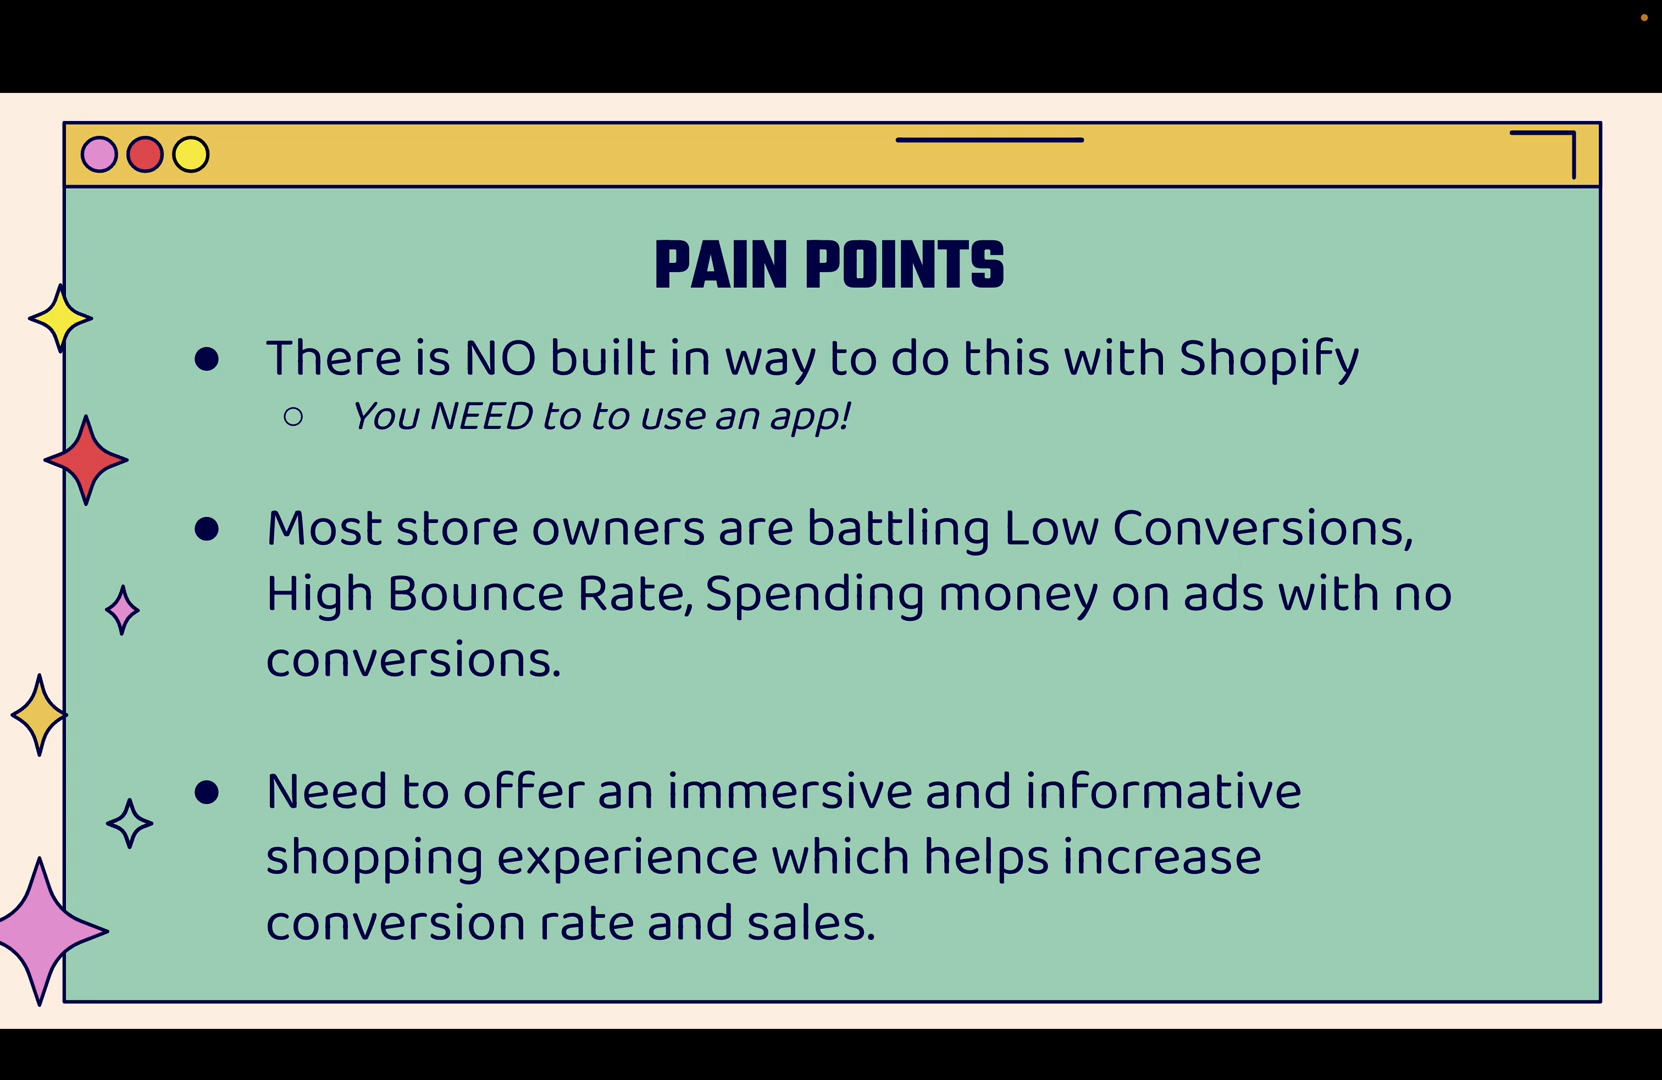 PAIN POINTS
● There is NO built in way to do this with Shopify
○ You NEED to to use an app!
● Most store owners are battling Low Conversions,
High Bounce Rate, Spending money on ads with no
conversions.
● Need to offer an immersive and informative
shopping experience which helps increase
conversion rate and sales.